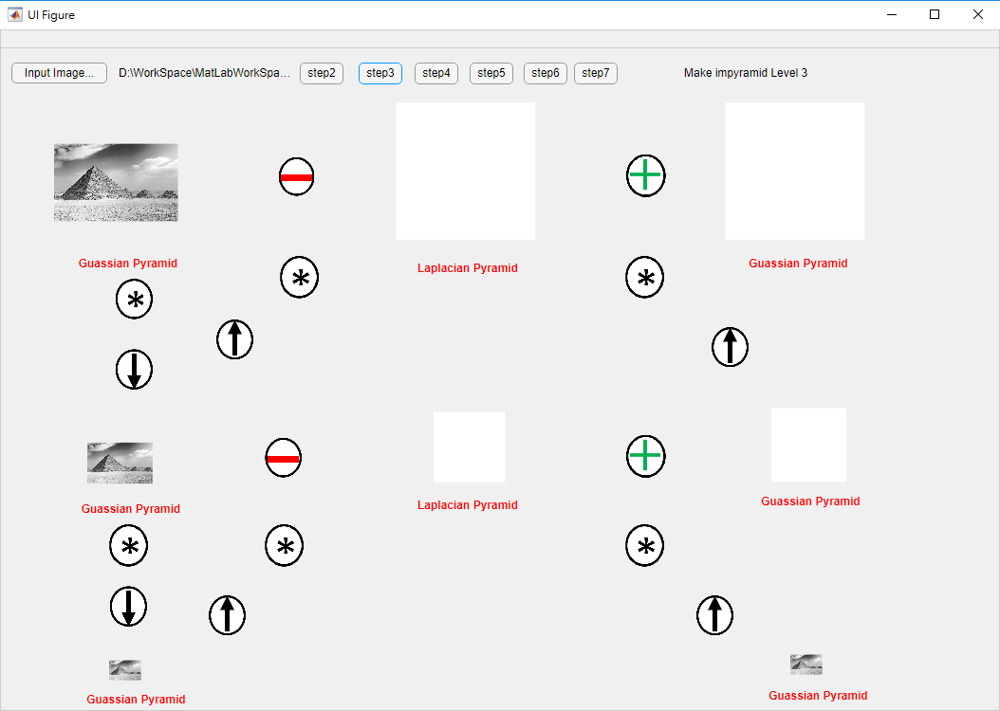 UI Figure
Input Image... D:\WorkSpace\MatLabWorkSpa... step2 step3 step4 step5 step6 step7 Make impyramid Level 3
Guassian Pyramid
Laplacian Pyramid
Guassian Pyramid
Guassian Pyramid
Laplacian Pyramid
Guassian Pyramid
Guassian Pyramid
Guassian Pyramid